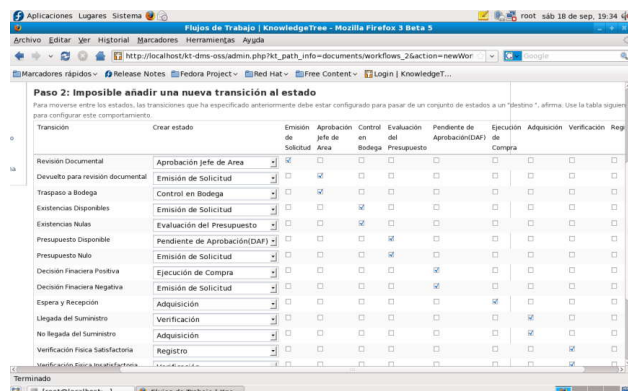 Aplicaciones Lugares Sistema root sáb 18 de sep, 19:34
Flujos de Trabajo | KnowledgeTree - Mozilla Firefox 3 Beta 5
Archivo Editar Ver Historial Marcadores Herramientas Ayuda
http://localhost/kt-dms-oss/admin.php?kt_path_info=documents/workflows_2&action=newWor Google
Marcadores rápidos Release Notes Fedora Project Red Hat Free Content Login | KnowledgeT...
Paso 2: Imposible añadir una nueva transición al estado
Para moverse entre los estados, las transiciones que ha especificado anteriormente debe estar configurado para pasar de un conjunto de estados a un "destino ", afirma. Use la tabla siguien
para configurar este comportamiento.
Transición Crear estado Emisión de Solicitud Aprobación Jefe de Area Control en Bodega Evaluación del Presupuesto Pendiente de Aprobación(DAF) Ejecución de Compra Adquisición Verificación Regi
Revisión Documental Aprobación Jefe de Area
Devuelto para revisión documental Emisión de Solicitud
Traspaso a Bodega Control en Bodega
Existencias Disponibles Emisión de Solicitud
Existencias Nulas Evaluación del Presupuesto
Presupuesto Disponible Pendiente de Aprobación(DAF)
Presupuesto Nulo Emisión de Solicitud
Decisión Finaciera Positiva Ejecución de Compra
Decisión Finaciera Negativa Emisión de Solicitud
Espera y Recepción Adquisición
Llegada del Suministro Verificación
No llegada del Suministro Adquisición
Verificación Fisica Satisfactoria Registro
Verificación Fisica Insatisfactoria
Terminado